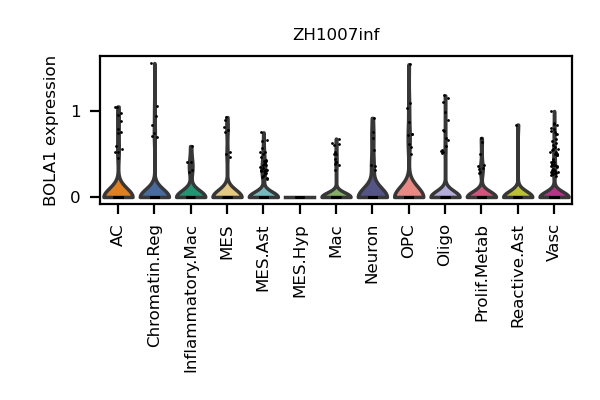 ZH1007inf
BOLA1 expression
1
0
AC
Chromatin.Reg
Inflammatory.Mac
MES
MES.Ast
MES.Hyp
Mac
Neuron
OPC
Oligo
Prolif.Metab
Reactive.Ast
Vasc